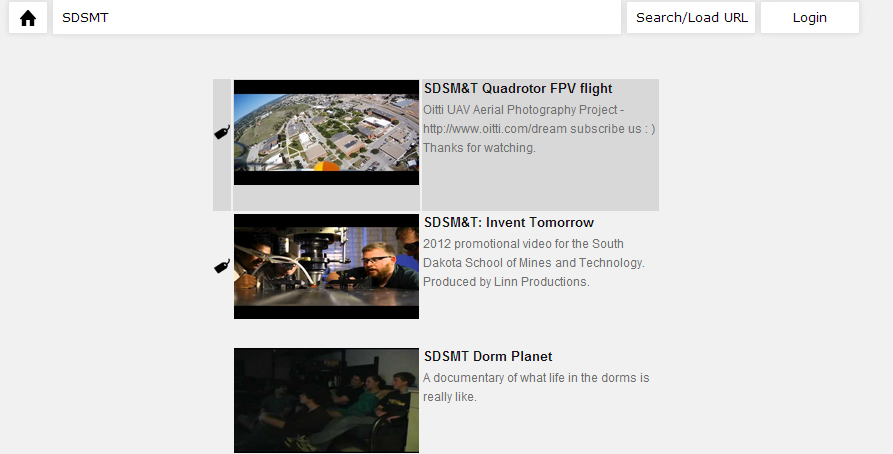 SDSMT
Search/Load URL
Login
SDSM&T Quadrotor FPV flight
Oitti UAV Aerial Photography Project -
http://www.oitti.com/dream subscribe us : )
Thanks for watching.
SDSM&T: Invent Tomorrow
2012 promotional video for the South
Dakota School of Mines and Technology.
Produced by Linn Productions.
SDSMT Dorm Planet
A documentary of what life in the dorms is
really like.